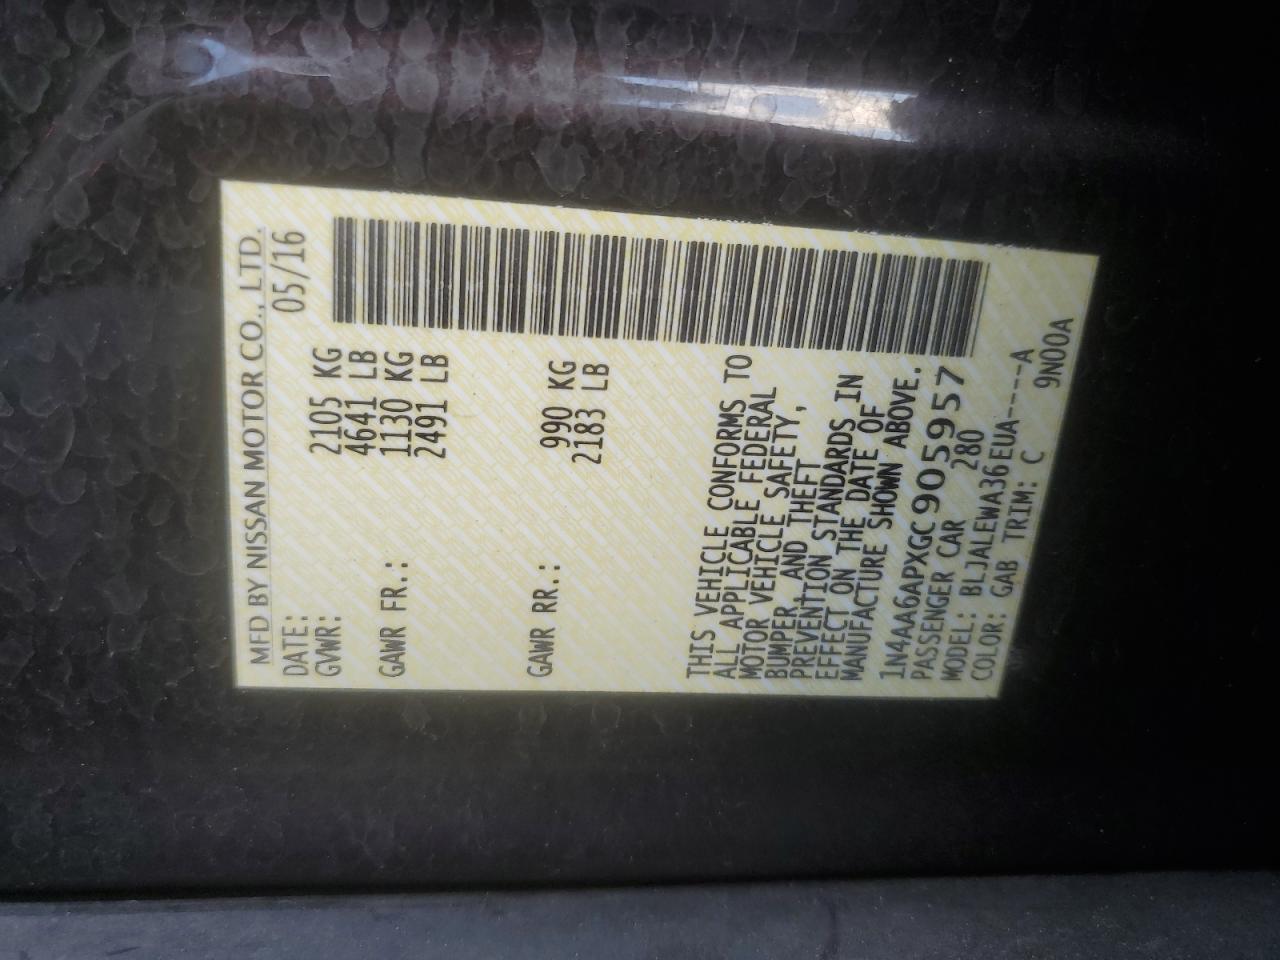 MFD BY NISSAN MOTOR CO., LTD.
DATE: 05/16
GVWR: 2105 KG
4641 LB
GAWR FR.: 1130 KG
2491 LB
GAWR RR.: 990 KG
2183 LB
THIS VEHICLE CONFORMS TO
ALL APPLICABLE FEDERAL
MOTOR VEHICLE SAFETY,
BUMPER, AND THEFT
PREVENTION STANDARDS IN
EFFECT ON THE DATE OF
MANUFACTURE SHOWN ABOVE.
1N4AA6APXGC905957
PASSENGER CAR 280
MODEL: BLJALEWA36EUA-----A
COLOR: GAB TRIM: C 9N00A